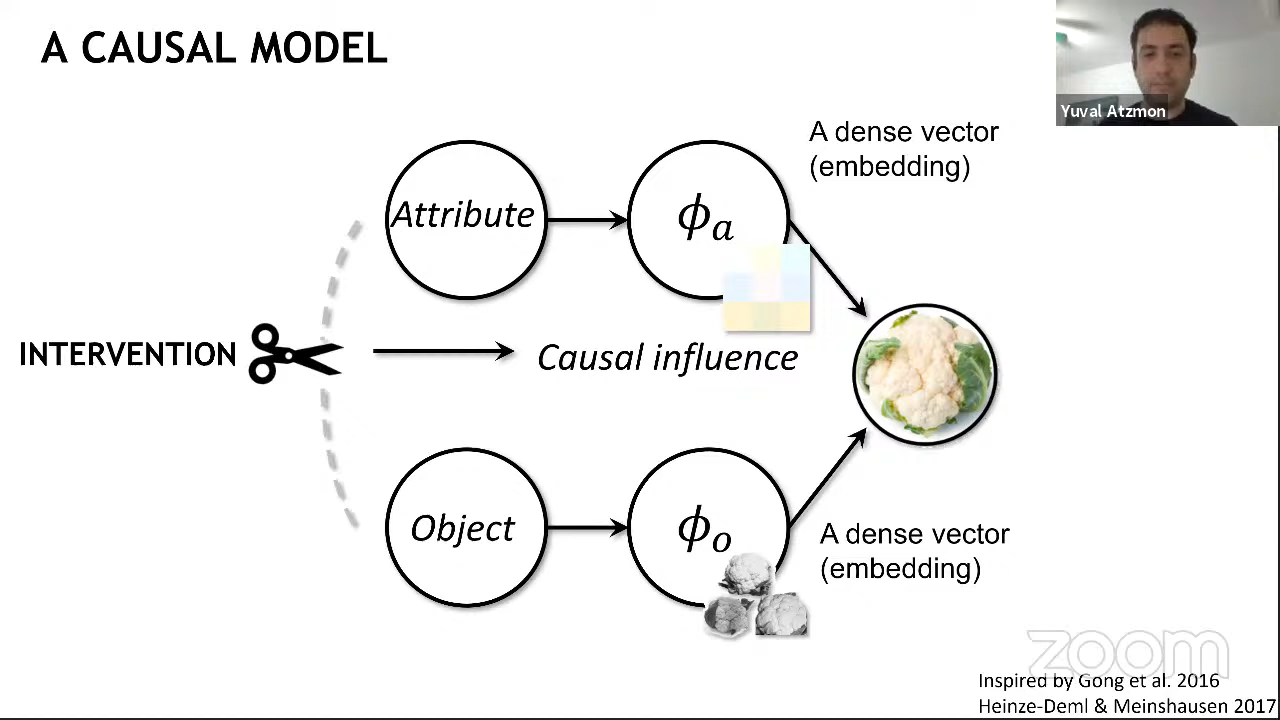 A CAUSAL MODEL
Yuval Atzmon
A dense vector
(embedding)
Attribute
ϕa
INTERVENTION
Causal influence
Object
ϕo
A dense vector
(embedding)
zoom
Inspired by Gong et al. 2016
Heinze-Deml & Meinshausen 2017